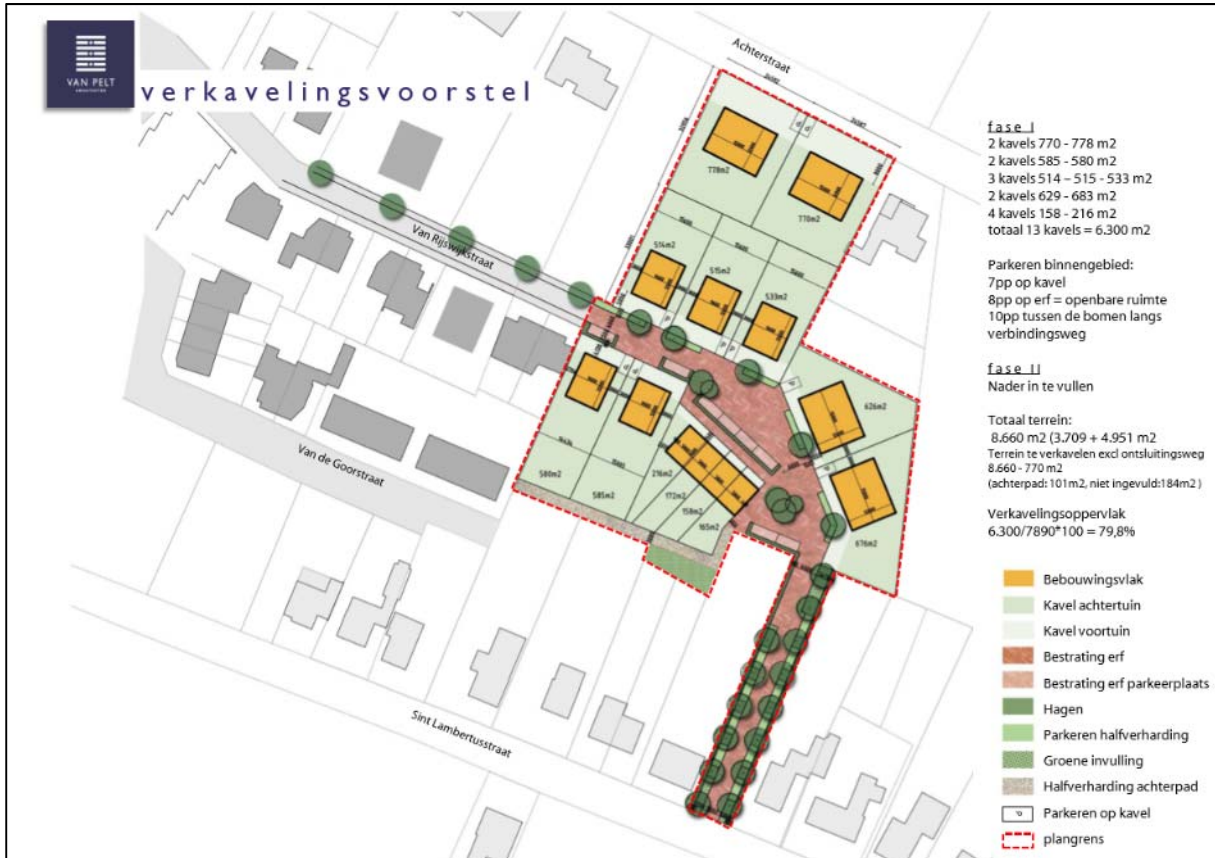 VAN PELT
ARCHITECTEN
verkavelingsvoorstel
Achterstraat
Van Rijswijkstraat
Van de Goorstraat
Sint Lambertusstraat
778m2
770m2
514m2
515m2
533m2
626m2
676m2
580m2
585m2
216m2
172m2
158m2
165m2
fase I
2 kavels 770 - 778 m2
2 kavels 585 - 580 m2
3 kavels 514 – 515 - 533 m2
2 kavels 629 - 683 m2
4 kavels 158 - 216 m2
totaal 13 kavels = 6.300 m2
Parkeren binnengebied:
7pp op kavel
8pp op erf = openbare ruimte
10pp tussen de bomen langs
verbindingsweg
fase II
Nader in te vullen
Totaal terrein:
8.660 m2 (3.709 + 4.951 m2
Terrein te verkavelen excl ontsluitingsweg
8.660 - 770 m2
(achterpad: 101m2, niet ingevuld:184m2 )
Verkavelingsoppervlak
6.300/7890*100 = 79,8%
Bebouwingsvlak
Kavel achtertuin
Kavel voortuin
Bestrating erf
Bestrating erf parkeerplaats
Hagen
Parkeren halfverharding
Groene invulling
Halfverharding achterpad
Parkeren op kavel
plangrens